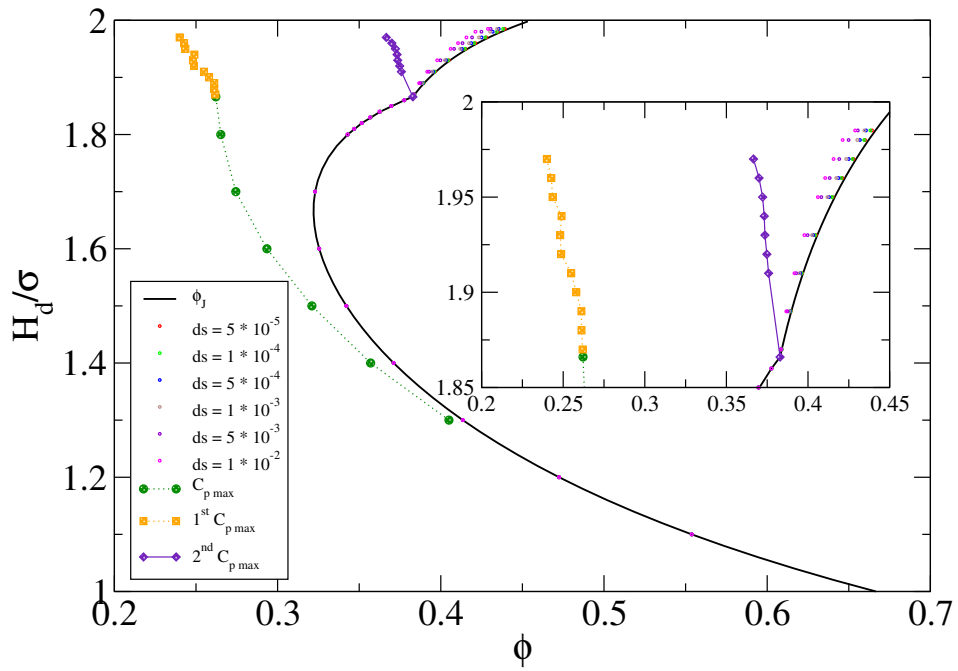 2
1.8
1.6
1.4
1.2
1
H_d/σ
0.2
0.3
0.4
0.5
0.6
0.7
ϕ
ϕ_J
ds = 5 * 10^-5
ds = 1 * 10^-4
ds = 5 * 10^-4
ds = 1 * 10^-3
ds = 5 * 10^-3
ds = 1 * 10^-2
C_p max
1^st C_p max
2^nd C_p max
2
1.95
1.9
1.85
0.2
0.25
0.3
0.35
0.4
0.45